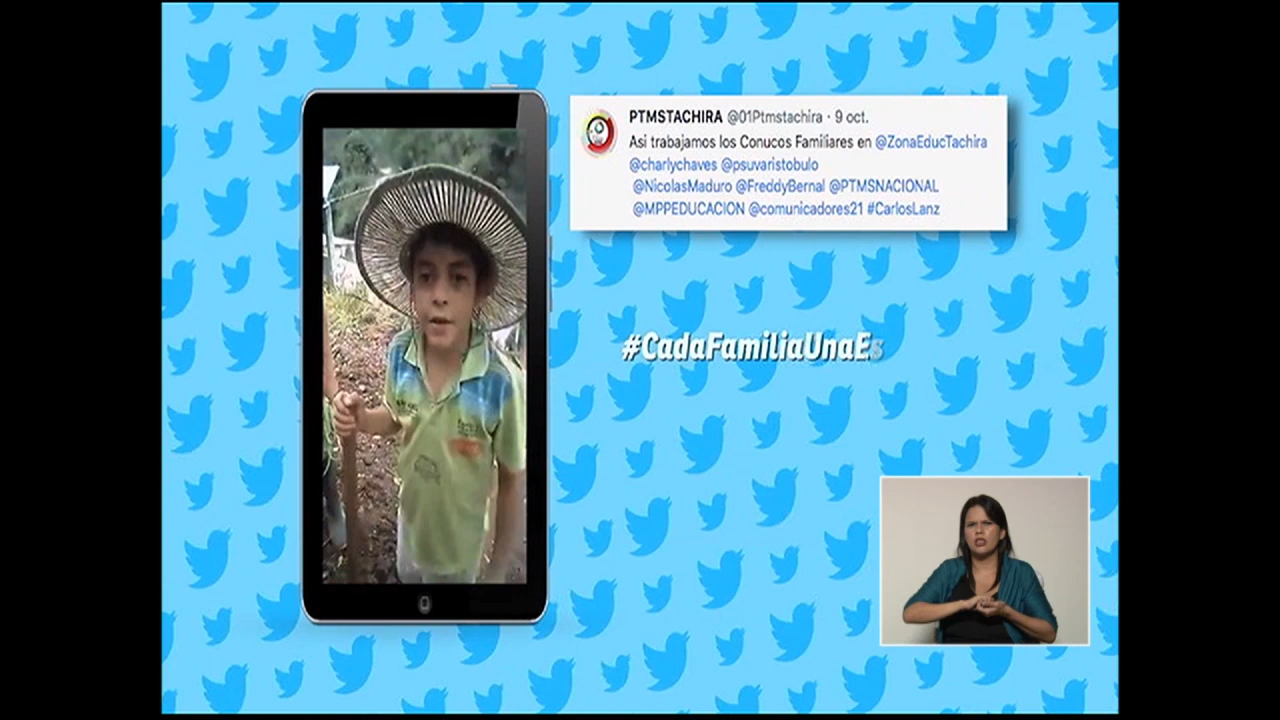 PTMSTACHIRA @01Ptmstachira · 9 oct.
Asi trabajamos los Conucos Familiares en @ZonaEducTachira
@charlychaves @psuvaristobulo
@NicolasMaduro @FreddyBernal @PTMSNACIONAL
@MPPEDUCACION @comunicadores21 #CarlosLanz
#CadaFamiliaUnaEs